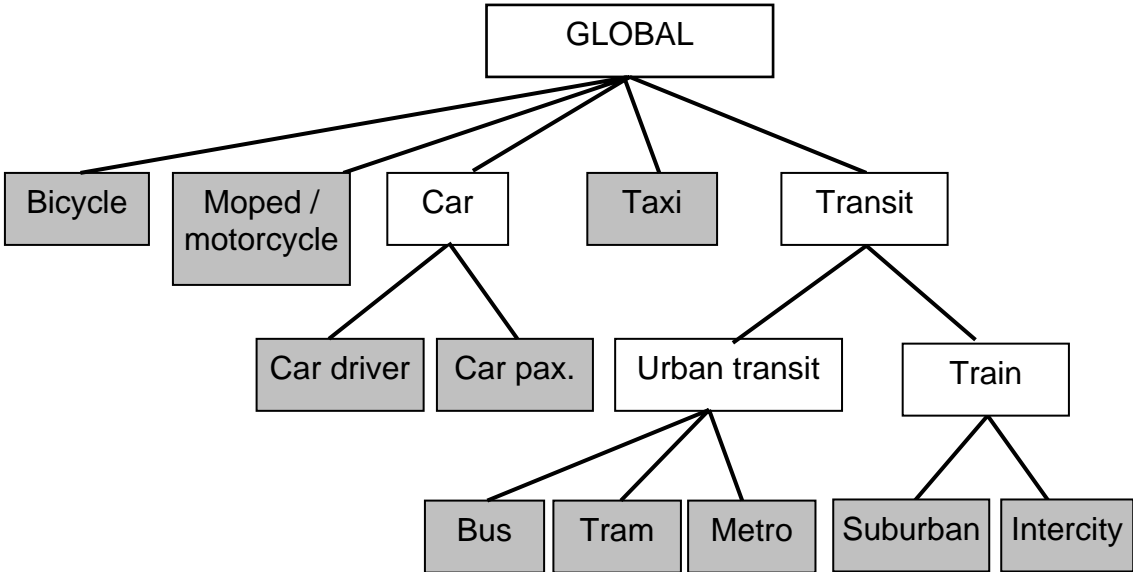 GLOBAL
Bicycle
Moped /
motorcycle
Car
Taxi
Transit
Car driver
Car pax.
Urban transit
Train
Bus
Tram
Metro
Suburban
Intercity